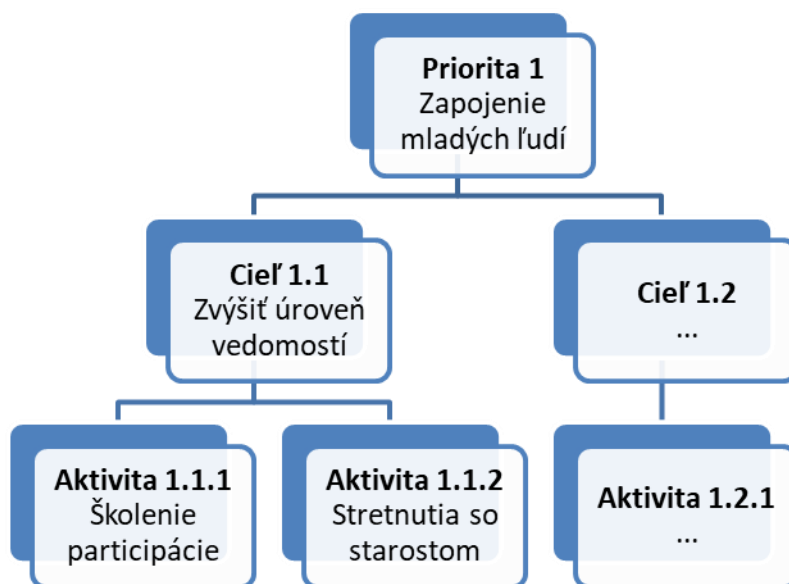 Priorita 1
Zapojenie
mladých ľudí
Cieľ 1.1
Zvýšiť úroveň
vedomostí
Cieľ 1.2
...
Aktivita 1.1.1
Školenie
participácie
Aktivita 1.1.2
Stretnutia so
starostom
Aktivita 1.2.1
...